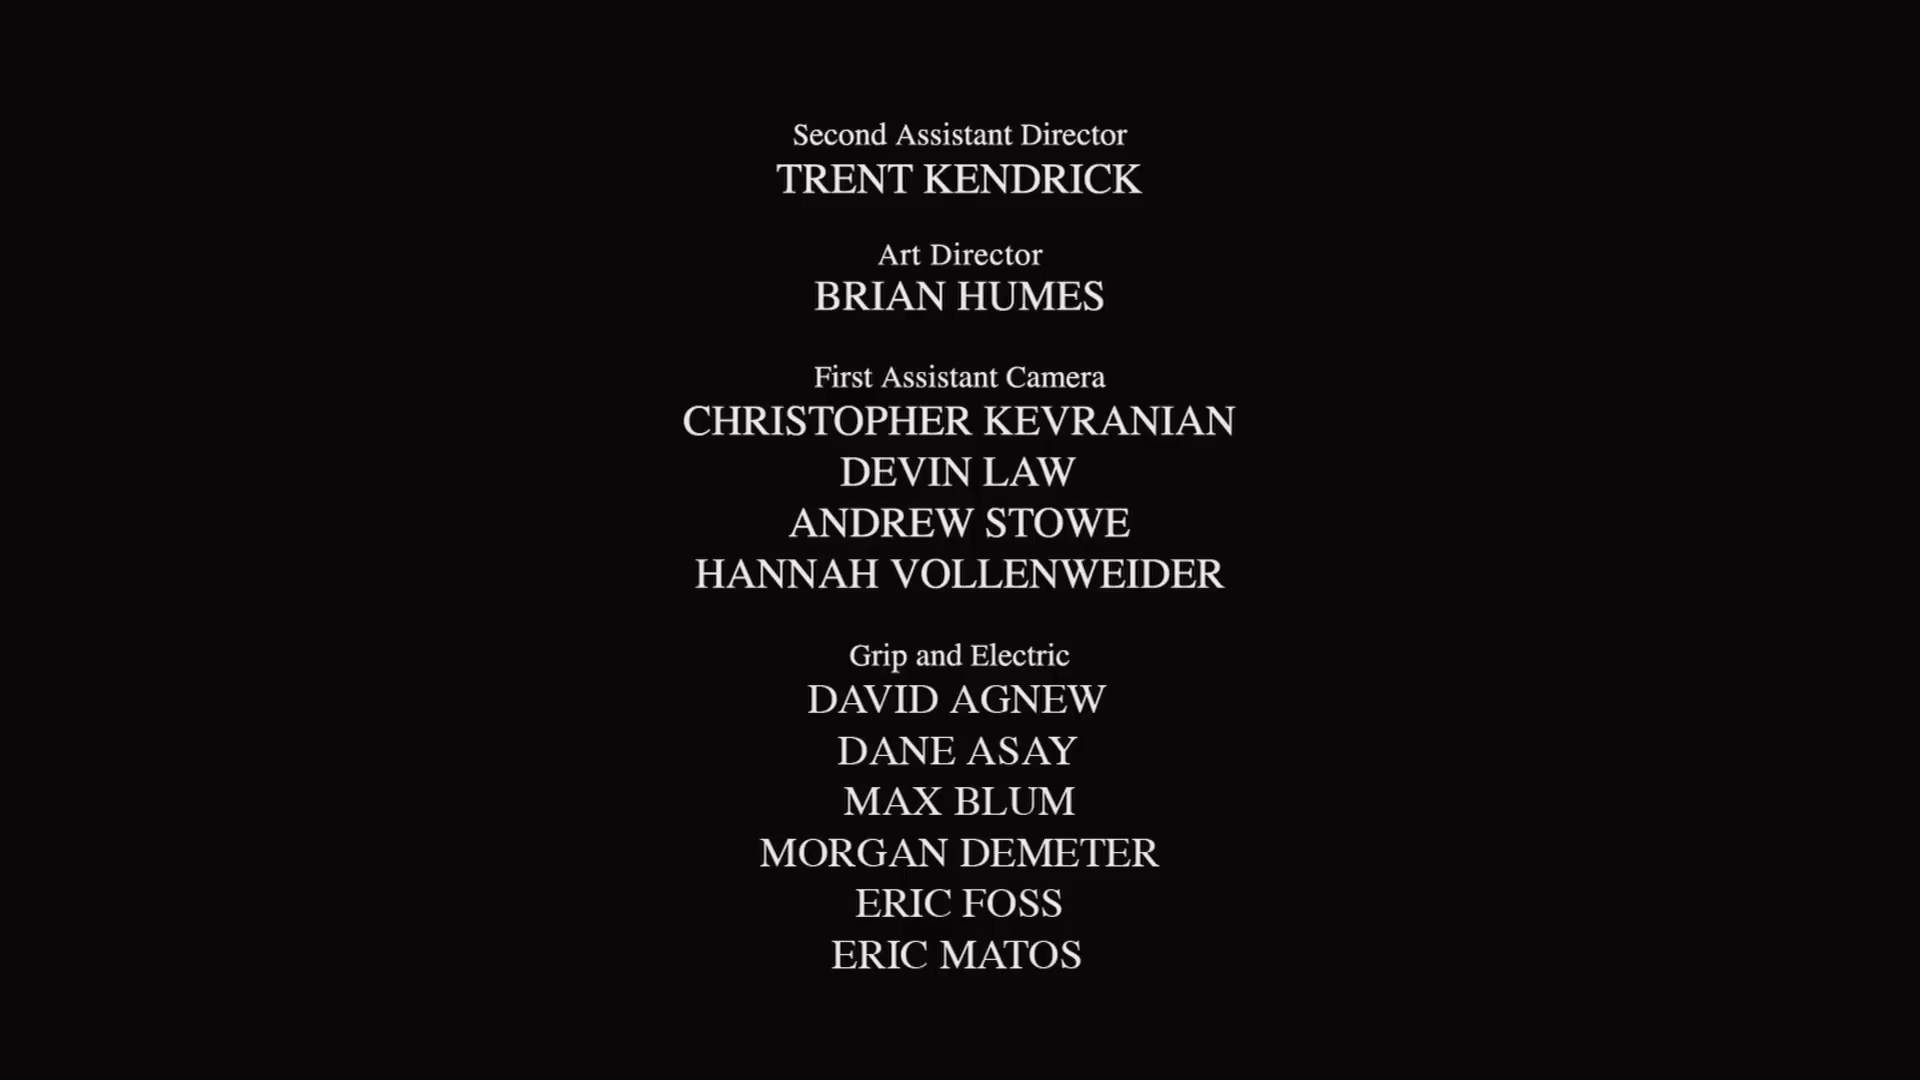 Second Assistant Director
TRENT KENDRICK
Art Director
BRIAN HUMES
First Assistant Camera
CHRISTOPHER KEVRANIAN
DEVIN LAW
ANDREW STOWE
HANNAH VOLLENWEIDER
Grip and Electric
DAVID AGNEW
DANE ASAY
MAX BLUM
MORGAN DEMETER
ERIC FOSS
ERIC MATOS